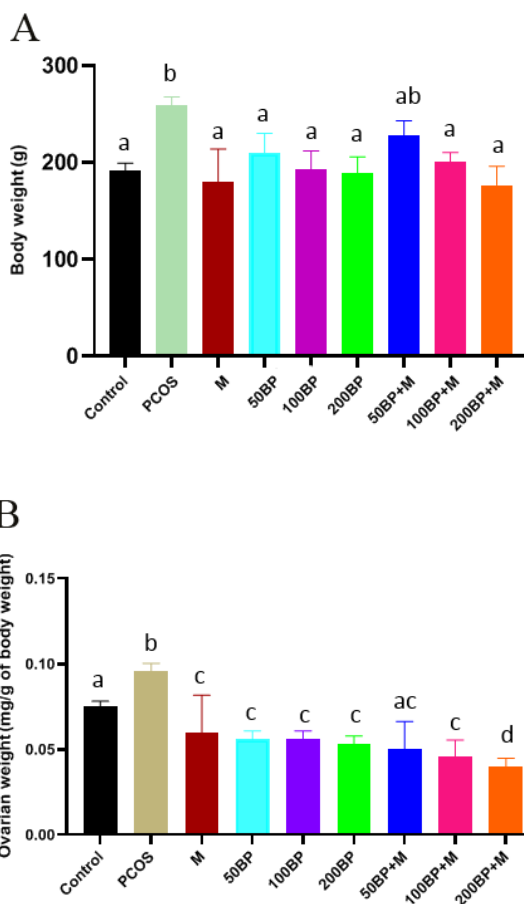 A
Body weight (g)
300
200
100
0
a
b
a
a
a
a
ab
a
a
Control
PCOS
M
50BP
100BP
200BP
50BP+M
100BP+M
200BP+M
B
Ovarian weight (mg/g of body weight)
0.15
0.10
0.05
0.00
a
b
c
c
c
c
ac
c
d
Control
PCOS
M
50BP
100BP
200BP
50BP+M
100BP+M
200BP+M